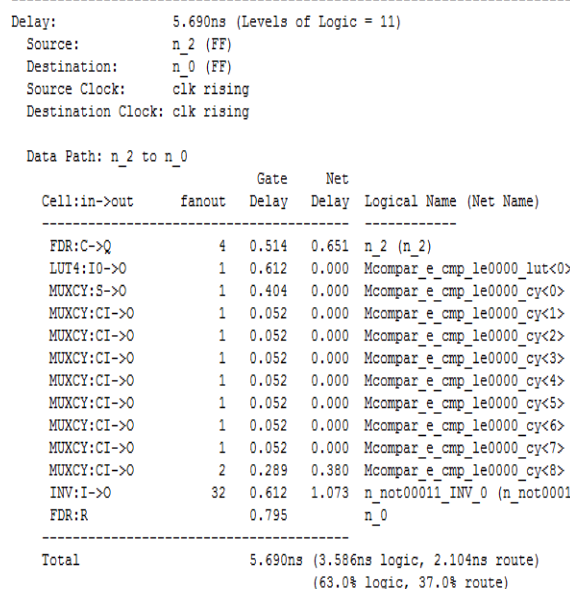 Delay: 5.690ns (Levels of Logic = 11)
Source: n_2 (FF)
Destination: n_0 (FF)
Source Clock: clk rising
Destination Clock: clk rising
Data Path: n_2 to n_0
Gate Net
Cell:in->out fanout Delay Delay Logical Name (Net Name)
---------------------------------------- ------------
FDR:C->Q 4 0.514 0.651 n_2 (n_2)
LUT4:I0->O 1 0.612 0.000 Mcompar_e_cmp_le0000_lut<0>
MUXCY:S->O 1 0.404 0.000 Mcompar_e_cmp_le0000_cy<0>
MUXCY:CI->O 1 0.052 0.000 Mcompar_e_cmp_le0000_cy<1>
MUXCY:CI->O 1 0.052 0.000 Mcompar_e_cmp_le0000_cy<2>
MUXCY:CI->O 1 0.052 0.000 Mcompar_e_cmp_le0000_cy<3>
MUXCY:CI->O 1 0.052 0.000 Mcompar_e_cmp_le0000_cy<4>
MUXCY:CI->O 1 0.052 0.000 Mcompar_e_cmp_le0000_cy<5>
MUXCY:CI->O 1 0.052 0.000 Mcompar_e_cmp_le0000_cy<6>
MUXCY:CI->O 1 0.052 0.000 Mcompar_e_cmp_le0000_cy<7>
MUXCY:CI->O 2 0.289 0.380 Mcompar_e_cmp_le0000_cy<8>
INV:I->O 32 0.612 1.073 n_not00011_INV_0 (n_not0001
FDR:R 0.795 n_0
----------------------------------------
Total 5.690ns (3.586ns logic, 2.104ns route)
(63.0% logic, 37.0% route)